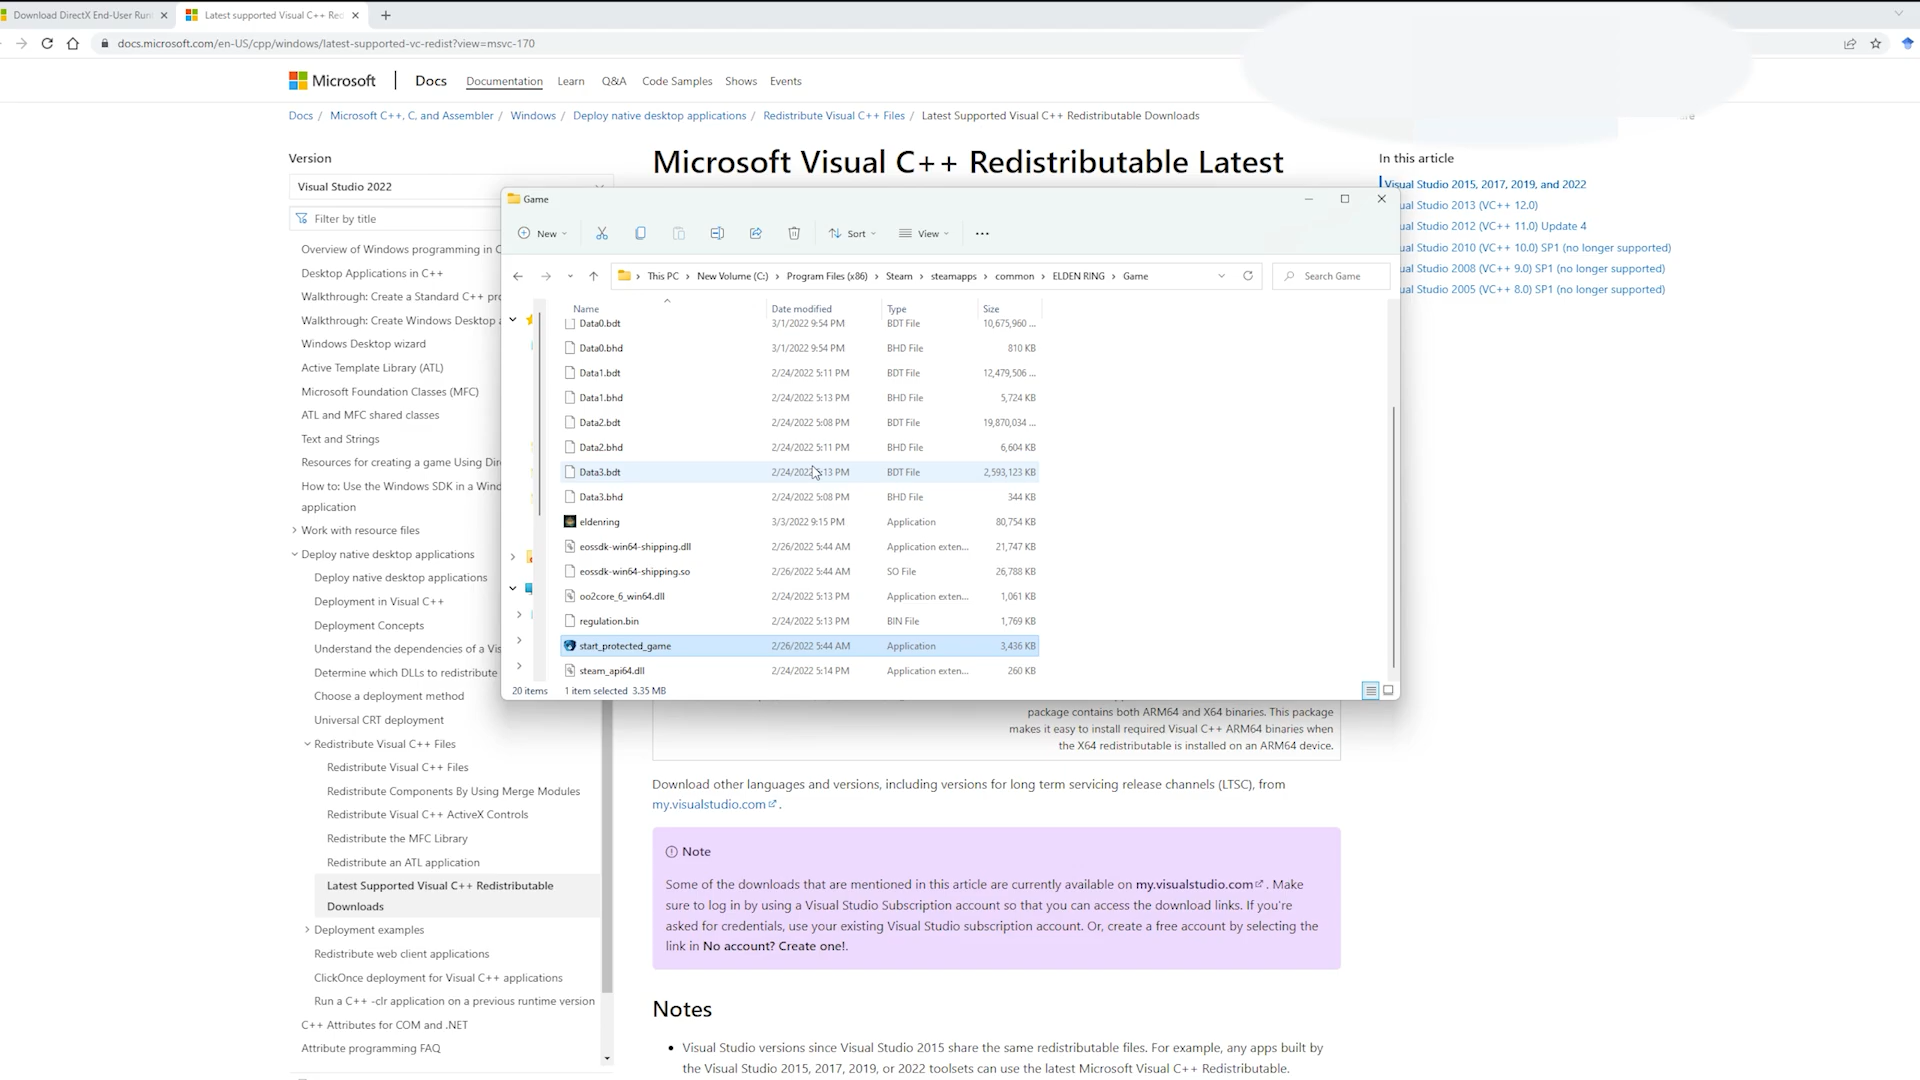 Download DirectX End-User Run
Latest supported Visual C++ Red
docs.microsoft.com/en-US/cpp/windows/latest-supported-vc-redist?view=msvc-170
Microsoft
Docs
Documentation
Learn
Q&A
Code Samples
Shows
Events
Docs / Microsoft C++, C, and Assembler / Windows / Deploy native desktop applications / Redistribute Visual C++ Files / Latest Supported Visual C++ Redistributable Downloads
Version
Visual Studio 2022
Filter by title
Overview of Windows programming in C
Desktop Applications in C++
Walkthrough: Create a Standard C++ pro
Walkthrough: Create Windows Desktop a
Windows Desktop wizard
Active Template Library (ATL)
Microsoft Foundation Classes (MFC)
ATL and MFC shared classes
Text and Strings
Resources for creating a game Using Dir
How to: Use the Windows SDK in a Wind
application
Work with resource files
Deploy native desktop applications
Deploy native desktop applications
Deployment in Visual C++
Deployment Concepts
Understand the dependencies of a Vis
Determine which DLLs to redistribute
Choose a deployment method
Universal CRT deployment
Redistribute Visual C++ Files
Redistribute Visual C++ Files
Redistribute Components By Using Merge Modules
Redistribute Visual C++ ActiveX Controls
Redistribute the MFC Library
Redistribute an ATL application
Latest Supported Visual C++ Redistributable
Downloads
Deployment examples
Redistribute web client applications
ClickOnce deployment for Visual C++ applications
Run a C++ -clr application on a previous runtime version
C++ Attributes for COM and .NET
Attribute programming FAQ
Microsoft Visual C++ Redistributable Latest
In this article
Visual Studio 2015, 2017, 2019, and 2022
ual Studio 2013 (VC++ 12.0)
ual Studio 2012 (VC++ 11.0) Update 4
ual Studio 2010 (VC++ 10.0) SP1 (no longer supported)
ual Studio 2008 (VC++ 9.0) SP1 (no longer supported)
ual Studio 2005 (VC++ 8.0) SP1 (no longer supported)
Game
New
Sort
View
This PC > New Volume (C:) > Program Files (x86) > Steam > steamapps > common > ELDEN RING > Game
Search Game
Name Date modified Type Size
Data0.bdt 3/1/2022 9:54 PM BDT File 10,675,960 ...
Data0.bhd 3/1/2022 9:54 PM BHD File 810 KB
Data1.bdt 2/24/2022 5:11 PM BDT File 12,479,506 ...
Data1.bhd 2/24/2022 5:13 PM BHD File 5,724 KB
Data2.bdt 2/24/2022 5:08 PM BDT File 19,870,034 ...
Data2.bhd 2/24/2022 5:11 PM BHD File 6,604 KB
Data3.bdt 2/24/2022 5:13 PM BDT File 2,593,123 KB
Data3.bhd 2/24/2022 5:08 PM BHD File 344 KB
eldenring 3/3/2022 9:15 PM Application 80,754 KB
eossdk-win64-shipping.dll 2/26/2022 5:44 AM Application exten... 21,747 KB
eossdk-win64-shipping.so 2/26/2022 5:44 AM SO File 26,788 KB
oo2core_6_win64.dll 2/24/2022 5:13 PM Application exten... 1,061 KB
regulation.bin 2/24/2022 5:13 PM BIN File 1,769 KB
start_protected_game 2/26/2022 5:44 AM Application 3,436 KB
steam_api64.dll 2/24/2022 5:14 PM Application exten... 260 KB
20 items 1 item selected 3.35 MB
package contains both ARM64 and X64 binaries. This package
makes it easy to install required Visual C++ ARM64 binaries when
the X64 redistributable is installed on an ARM64 device.
Download other languages and versions, including versions for long term servicing release channels (LTSC), from
my.visualstudio.com .
Note
Some of the downloads that are mentioned in this article are currently available on my.visualstudio.com . Make
sure to log in by using a Visual Studio Subscription account so that you can access the download links. If you're
asked for credentials, use your existing Visual Studio subscription account. Or, create a free account by selecting the
link in No account? Create one!.
Notes
• Visual Studio versions since Visual Studio 2015 share the same redistributable files. For example, any apps built by
the Visual Studio 2015, 2017, 2019, or 2022 toolsets can use the latest Microsoft Visual C++ Redistributable.